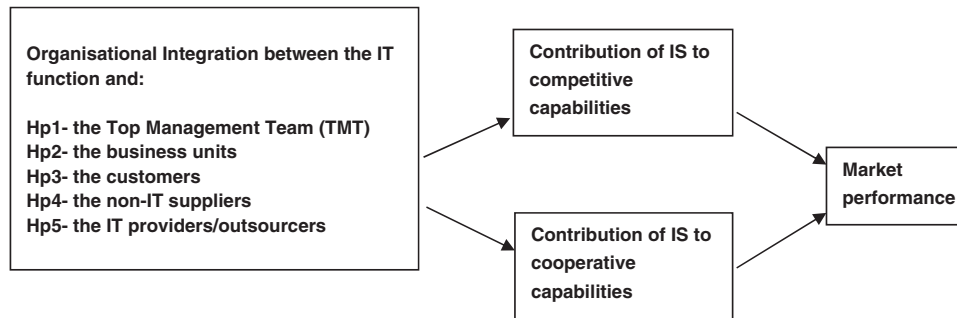 Organisational Integration between the IT
function and:
Hp1- the Top Management Team (TMT)
Hp2- the business units
Hp3- the customers
Hp4- the non-IT suppliers
Hp5- the IT providers/outsourcers
Contribution of IS to
competitive
capabilities
Contribution of IS to
cooperative
capabilities
Market
performance